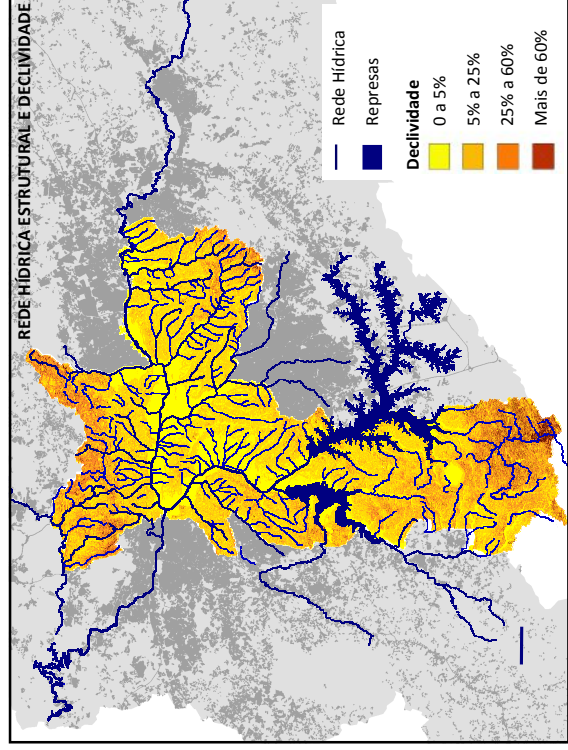 REDE HÍDRICA ESTRUTURAL E DECLIVIDADE
Rede Hídrica
Represas
Declividade
0 a 5%
5% a 25%
25% a 60%
Mais de 60%